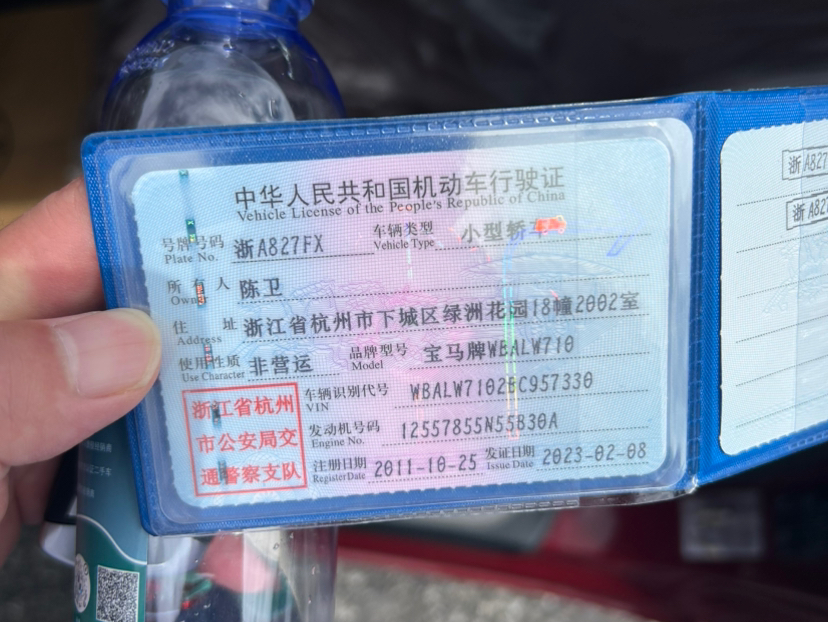 中华人民共和国机动车行驶证
Vehicle License of the People's Republic of China
号牌号码 浙A827FX 车辆类型 小型轿车
Plate No. Vehicle Type
所有人 陈卫
Owner
住址 浙江省杭州市下城区绿洲花园18幢2002室
Address
使用性质 非营运 品牌型号 宝马牌WBALW710
Use Character Model
浙江省杭州
市公安局交
通警察支队
车辆识别代号 WBALW7102BC957330
VIN
发动机号码 12557855N55B30A
Engine No.
注册日期 2011-10-25 发证日期 2023-02-08
Register Date Issue Date
浙A827
浙A827